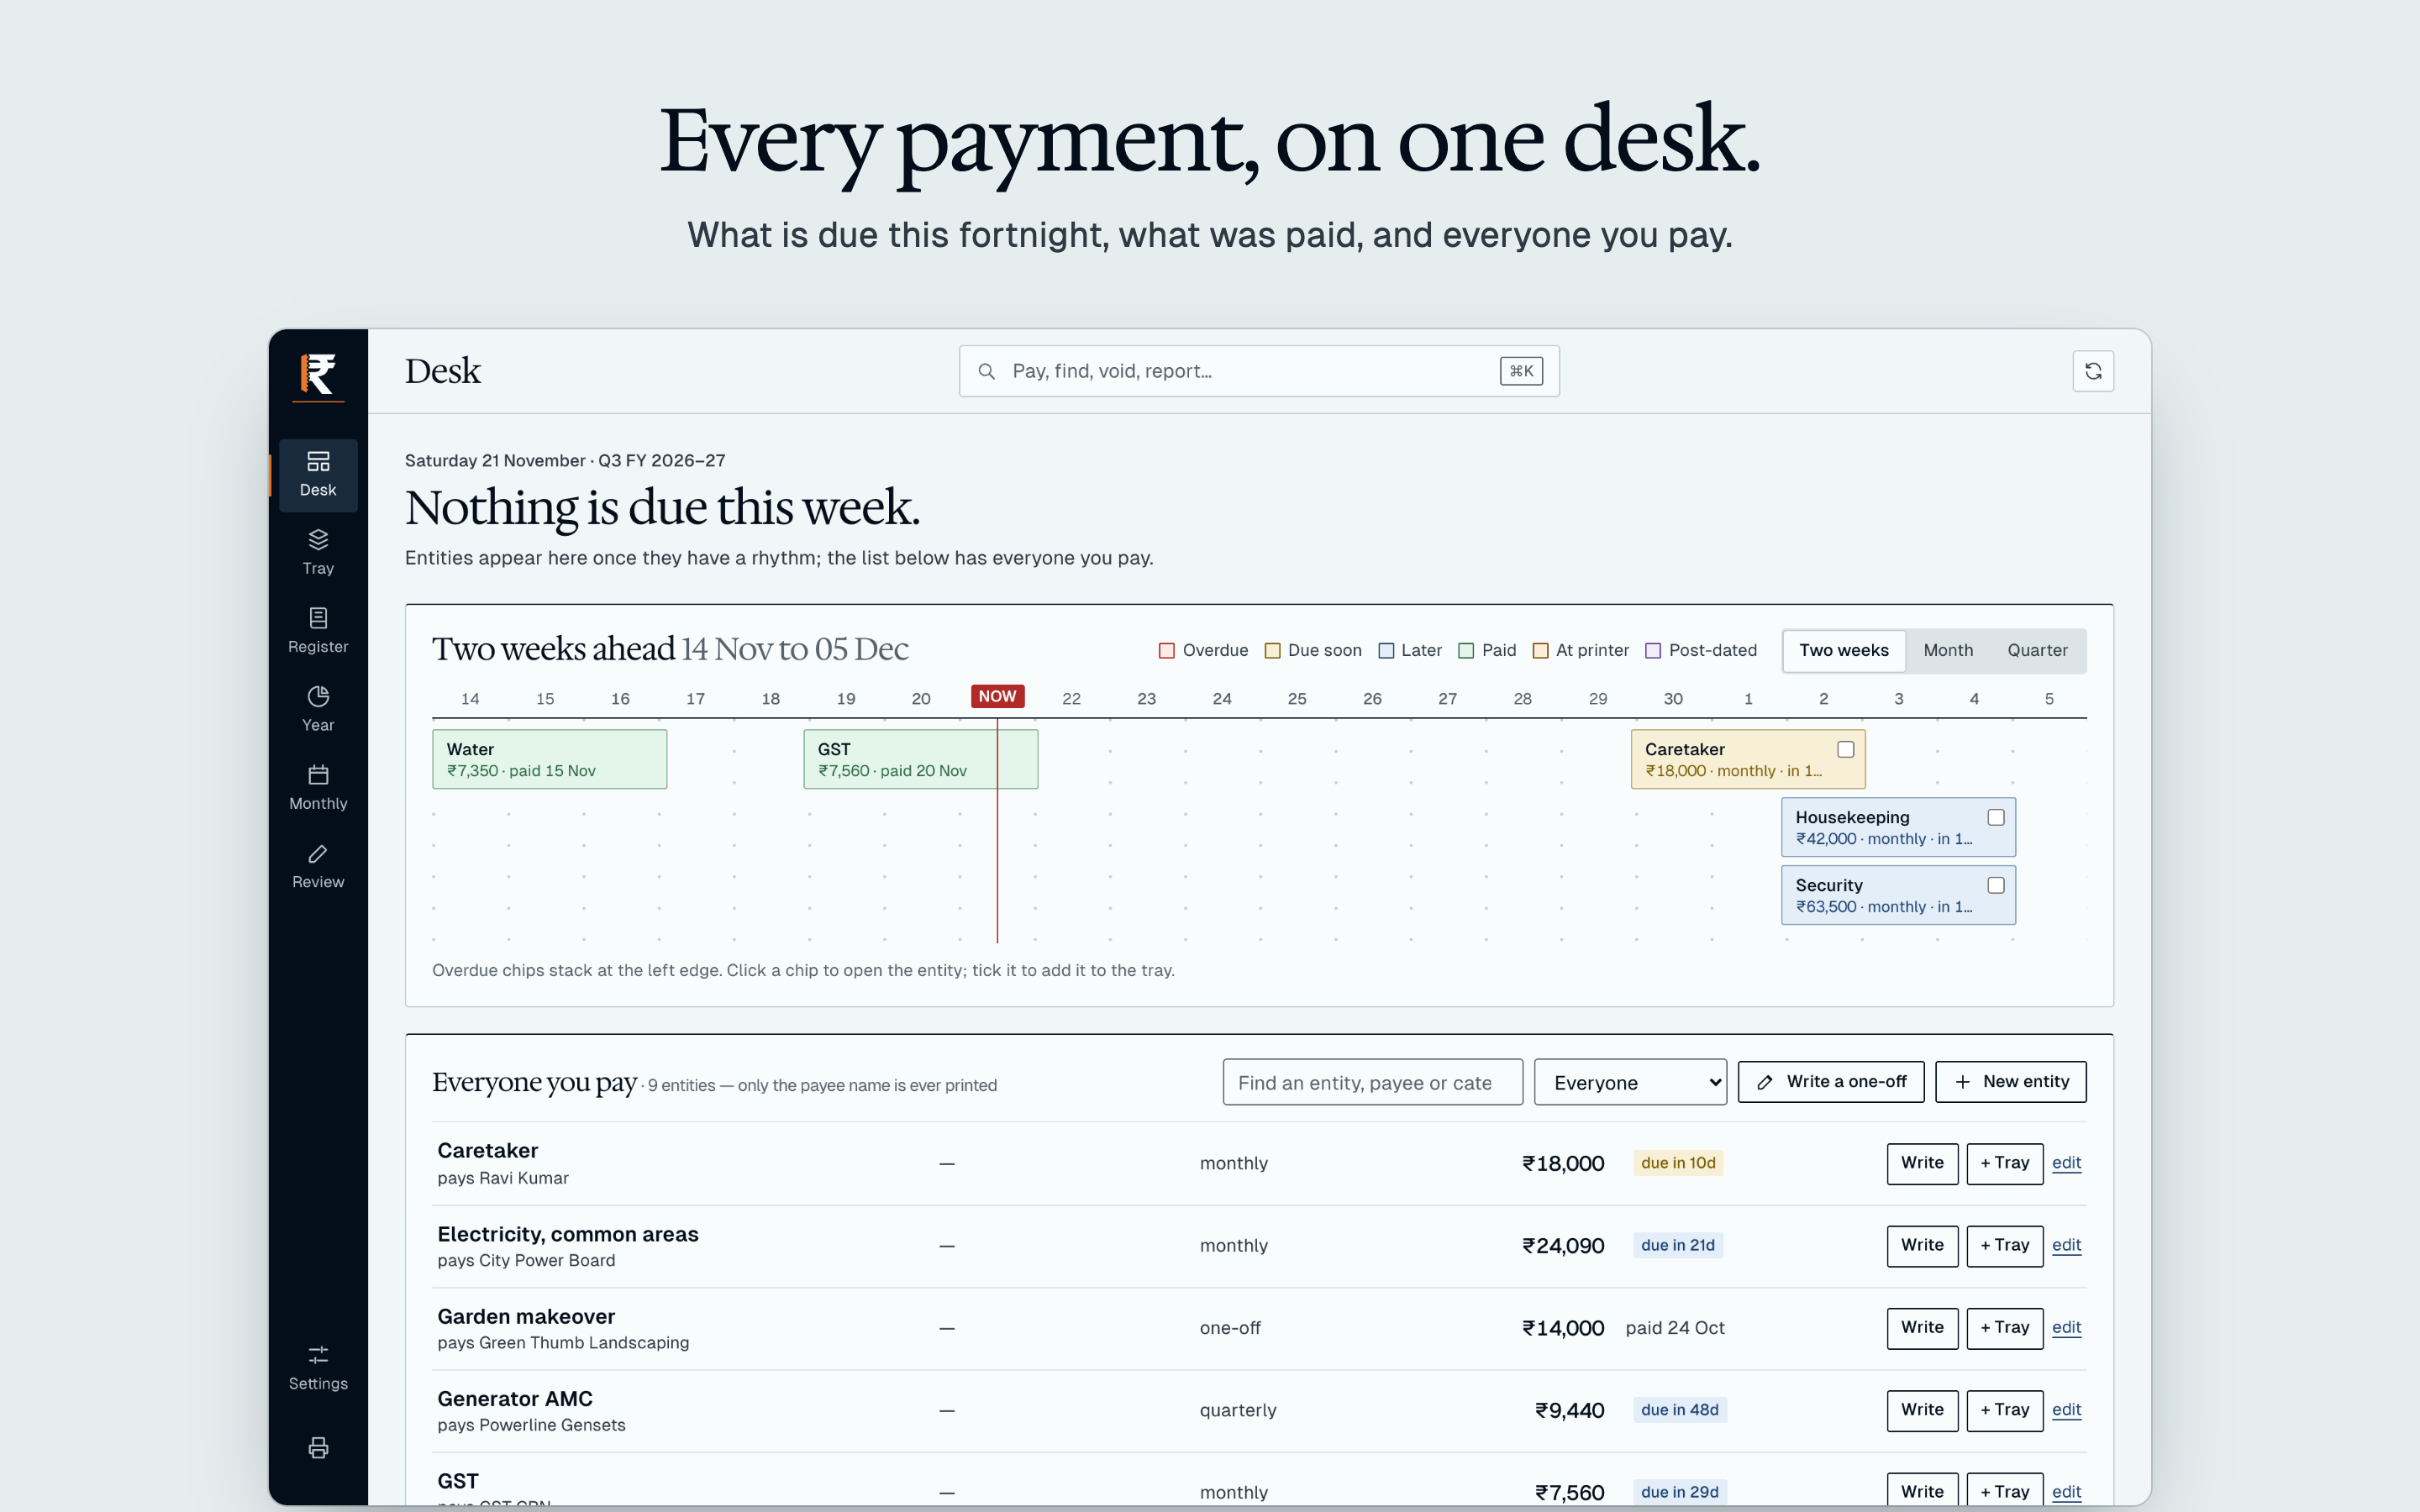 Every payment, on one desk.
What is due this fortnight, what was paid, and everyone you pay.
Desk
Pay, find, void, report...
⌘K
Desk
Tray
Register
Year
Monthly
Review
Settings
Saturday 21 November · Q3 FY 2026–27
Nothing is due this week.
Entities appear here once they have a rhythm; the list below has everyone you pay.
Two weeks ahead 14 Nov to 05 Dec
Overdue Due soon Later Paid At printer Post-dated
Two weeks Month Quarter
14 15 16 17 18 19 20 NOW 22 23 24 25 26 27 28 29 30 1 2 3 4 5
Water
₹7,350 · paid 15 Nov
GST
₹7,560 · paid 20 Nov
Caretaker
₹18,000 · monthly · in 1...
Housekeeping
₹42,000 · monthly · in 1...
Security
₹63,500 · monthly · in 1...
Overdue chips stack at the left edge. Click a chip to open the entity; tick it to add it to the tray.
Everyone you pay · 9 entities — only the payee name is ever printed
Find an entity, payee or cate
Everyone
Write a one-off
+ New entity
Caretaker
pays Ravi Kumar
— monthly ₹18,000 due in 10d Write + Tray edit
Electricity, common areas
pays City Power Board
— monthly ₹24,090 due in 21d Write + Tray edit
Garden makeover
pays Green Thumb Landscaping
— one-off ₹14,000 paid 24 Oct Write + Tray edit
Generator AMC
pays Powerline Gensets
— quarterly ₹9,440 due in 48d Write + Tray edit
GST
— monthly ₹7,560 due in 29d Write + Tray edit